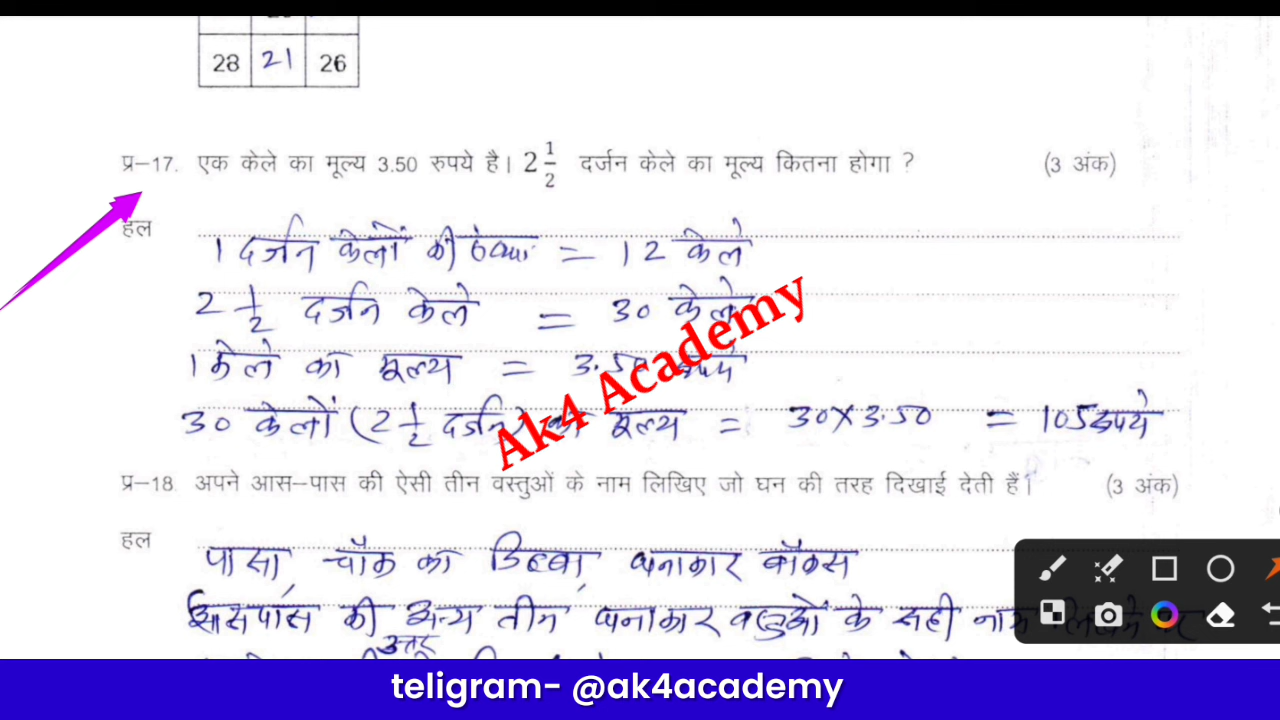 28 21 26
प्र–17. एक केले का मूल्य 3.50 रुपये है। 2 1/2 दर्जन केले का मूल्य कितना होगा ? (3 अंक)
हल
1 दर्जन केलों की संख्या = 12 केले
2 1/2 दर्जन केले = 30 केले
1 केले का मूल्य = 3.50 रुपये
30 केलों (2 1/2 दर्जन) का मूल्य = 30×3.50 = 105 रुपये
Ak4 Academy
प्र–18. अपने आस–पास की ऐसी तीन वस्तुओं के नाम लिखिए जो घन की तरह दिखाई देती हैं। (3 अंक)
हल
पासा, चॉक का डिब्बा, घनाकार बॉक्स
आसपास की अन्य तीन घनाकार वस्तुओं के सही नाम
teligram- @ak4academy